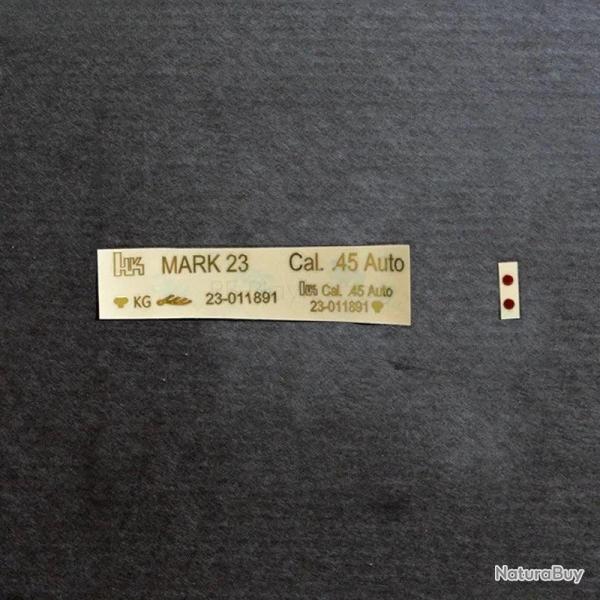 HK MARK 23 Cal. .45 Auto
KG 23-011891
HK Cal. .45 Auto
23-011891
NaturaBuy